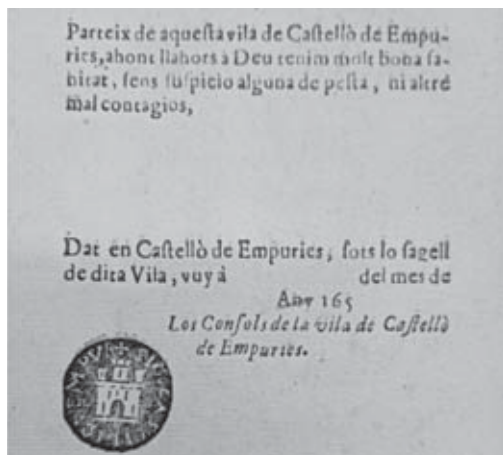 Parteix de aqueſta vila de Caſtellò de Empu-
ries, ahont llahors à Deu tenim molt bona ſa-
nitat, ſens ſuſpicio alguna de peſta, ni altre
mal contagios,
Dat en Caſtellò de Empuries, ſots lo ſagell
de dita Vila, vuy à del mes de
Any 165
Los Conſols de la vila de Caſtellò
de Empuries.